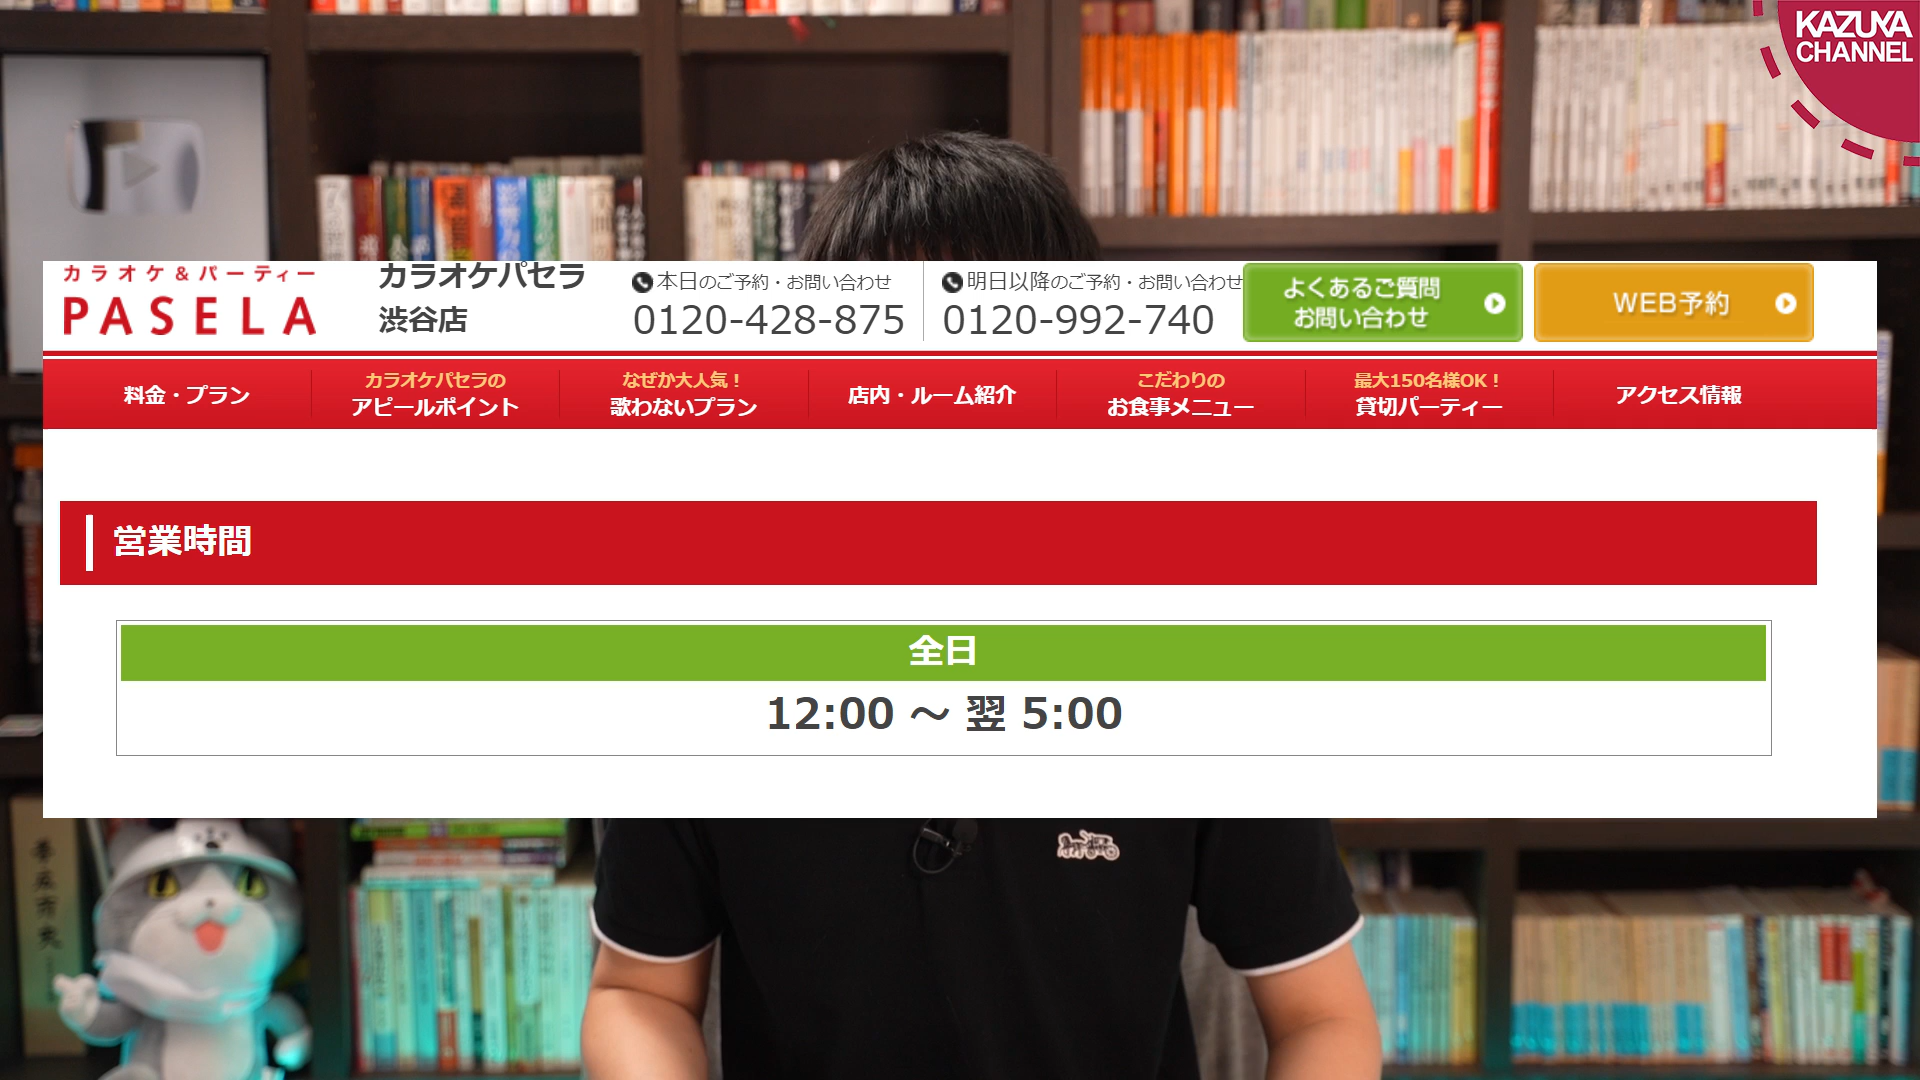 KAZUYA
CHANNEL
カラオケ&パーティー
PASELA
カラオケパセラ
渋谷店
本日のご予約・お問い合わせ
0120-428-875
明日以降のご予約・お問い合わせ
0120-992-740
よくあるご質問
お問い合わせ
WEB予約
料金・プラン
カラオケパセラの
アピールポイント
なぜか大人気！
歌わないプラン
店内・ルーム紹介
こだわりの
お食事メニュー
最大150名様OK！
貸切パーティー
アクセス情報
営業時間
全日
12:00 ～ 翌 5:00